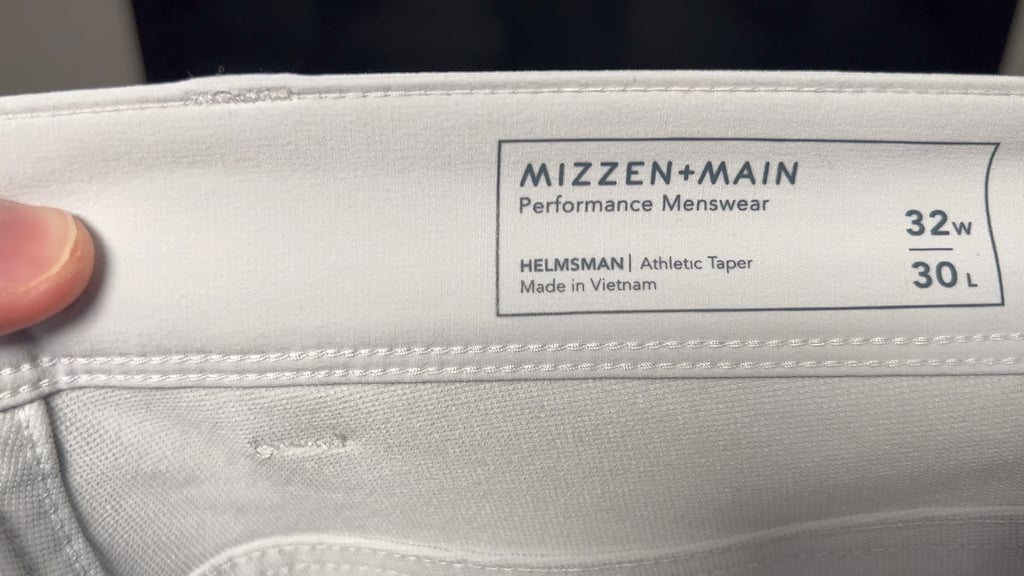 MIZZEN+MAIN
Performance Menswear
HELMSMAN | Athletic Taper
Made in Vietnam
32W
30L